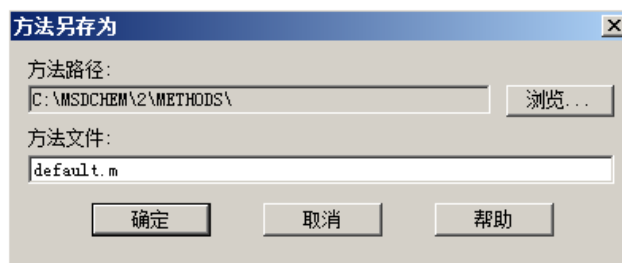 方法另存为
方法路径:
C:\MSDCHEM\2\METHODS\
浏览...
方法文件:
default.m
确定 取消 帮助